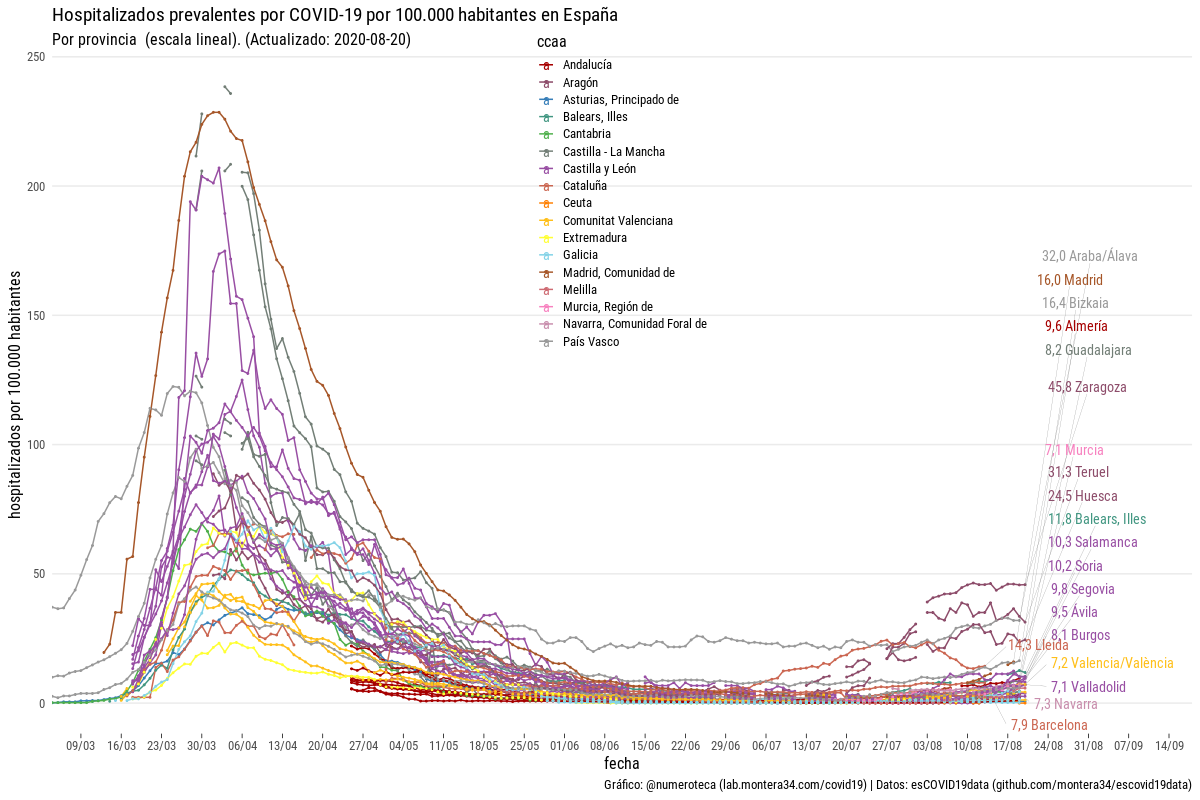 Hospitalizados prevalentes por COVID-19 por 100.000 habitantes en España
Por provincia (escala lineal). (Actualizado: 2020-08-20)
ccaa
Andalucía
Aragón
Asturias, Principado de
Balears, Illes
Cantabria
Castilla - La Mancha
Castilla y León
Cataluña
Ceuta
Comunitat Valenciana
Extremadura
Galicia
Madrid, Comunidad de
Melilla
Murcia, Región de
Navarra, Comunidad Foral de
País Vasco
hospitalizados por 100.000 habitantes
250
200
150
100
50
0
32,0 Araba/Álava
16,0 Madrid
16,4 Bizkaia
9,6 Almería
8,2 Guadalajara
45,8 Zaragoza
7,1 Murcia
31,3 Teruel
24,5 Huesca
11,8 Balears, Illes
10,3 Salamanca
10,2 Soria
9,8 Segovia
9,5 Ávila
8,1 Burgos
14,3 Lleida
7,2 Valencia/València
7,1 Valladolid
7,3 Navarra
7,9 Barcelona
09/03 16/03 23/03 30/03 06/04 13/04 20/04 27/04 04/05 11/05 18/05 25/05 01/06 08/06 15/06 22/06 29/06 06/07 13/07 20/07 27/07 03/08 10/08 17/08 24/08 31/08 07/09 14/09
fecha
Gráfico: @numeroteca (lab.montera34.com/covid19) | Datos: esCOVID19data (github.com/montera34/escovid19data)